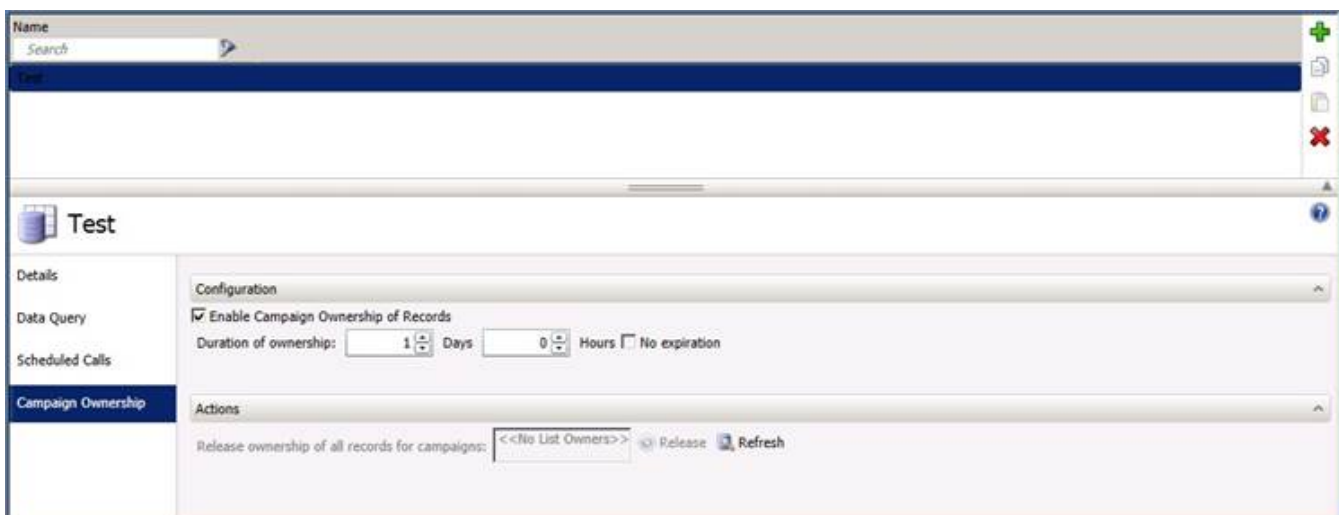 Name
Search
Test
Test
Details
Data Query
Scheduled Calls
Campaign Ownership
Configuration
Enable Campaign Ownership of Records
Duration of ownership: 1 Days 0 Hours No expiration
Actions
Release ownership of all records for campaigns: <<No List Owners>> Release Refresh